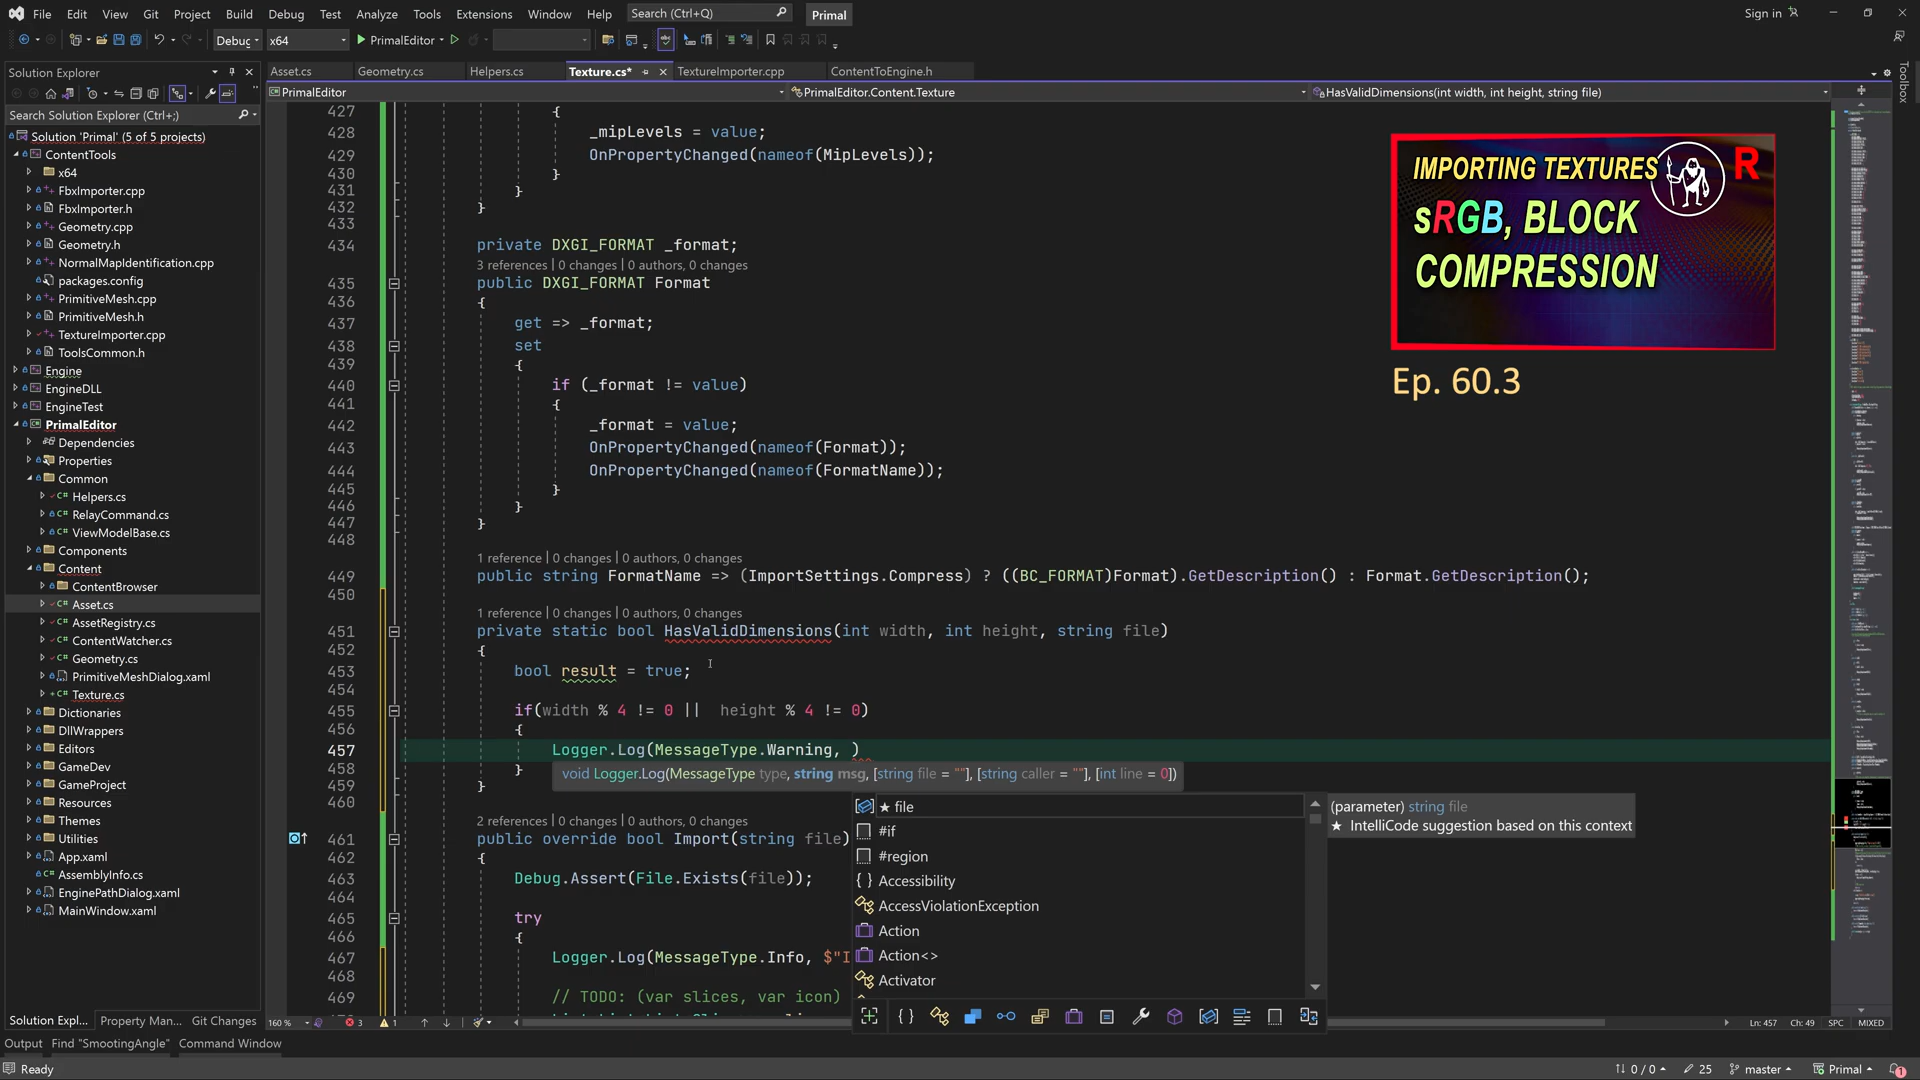 File Edit View Git Project Build Debug Test Analyze Tools Extensions Window Help Search (Ctrl+Q) Primal Sign in
Debug x64 PrimalEditor
Solution Explorer
Asset.cs Geometry.cs Helpers.cs Texture.cs* TextureImporter.cpp ContentToEngine.h
PrimalEditor PrimalEditor.Content.Texture HasValidDimensions(int width, int height, string file)
Toolbox
Search Solution Explorer (Ctrl+;)
Solution 'Primal' (5 of 5 projects)
ContentTools
x64
FbxImporter.cpp
FbxImporter.h
Geometry.cpp
Geometry.h
NormalMapIdentification.cpp
packages.config
PrimitiveMesh.cpp
PrimitiveMesh.h
TextureImporter.cpp
ToolsCommon.h
Engine
EngineDLL
EngineTest
PrimalEditor
Dependencies
Properties
Common
Helpers.cs
RelayCommand.cs
ViewModelBase.cs
Components
Content
ContentBrowser
Asset.cs
AssetRegistry.cs
ContentWatcher.cs
Geometry.cs
PrimitiveMeshDialog.xaml
Texture.cs
Dictionaries
DllWrappers
Editors
GameDev
GameProject
Resources
Themes
Utilities
App.xaml
AssemblyInfo.cs
EnginePathDialog.xaml
MainWindow.xaml
427 {
428 _mipLevels = value;
429 OnPropertyChanged(nameof(MipLevels));
430 }
431 }
432 }
433
434 private DXGI_FORMAT _format;
3 references | 0 changes | 0 authors, 0 changes
435 public DXGI_FORMAT Format
436 {
437 get => _format;
438 set
439 {
440 if (_format != value)
441 {
442 _format = value;
443 OnPropertyChanged(nameof(Format));
444 OnPropertyChanged(nameof(FormatName));
445 }
446 }
447 }
448
1 reference | 0 changes | 0 authors, 0 changes
449 public string FormatName => (ImportSettings.Compress) ? ((BC_FORMAT)Format).GetDescription() : Format.GetDescription();
450
1 reference | 0 changes | 0 authors, 0 changes
451 private static bool HasValidDimensions(int width, int height, string file)
452 {
453 bool result = true;
454
455 if(width % 4 != 0 || height % 4 != 0)
456 {
457 Logger.Log(MessageType.Warning, )
458 }
void Logger.Log(MessageType type, string msg, [string file = ""], [string caller = ""], [int line = 0])
459 }
460
2 references | 0 changes | 0 authors, 0 changes
461 public override bool Import(string file)
462 {
463 Debug.Assert(File.Exists(file));
464
465 try
466 {
467 Logger.Log(MessageType.Info, $"I
468
469 // TODO: (var slices, var icon)
★ file
#if
#region
Accessibility
AccessViolationException
Action
Action<>
Activator
(parameter) string file
★ IntelliCode suggestion based on this context
IMPORTING TEXTURES R
sRGB, BLOCK
COMPRESSION
Ep. 60.3
Solution Expl... Property Man... Git Changes
160 % 3 1 Ln: 457 Ch: 49 SPC MIXED
Output Find "SmootingAngle" Command Window
Ready 0 / 0 25 master Primal 1